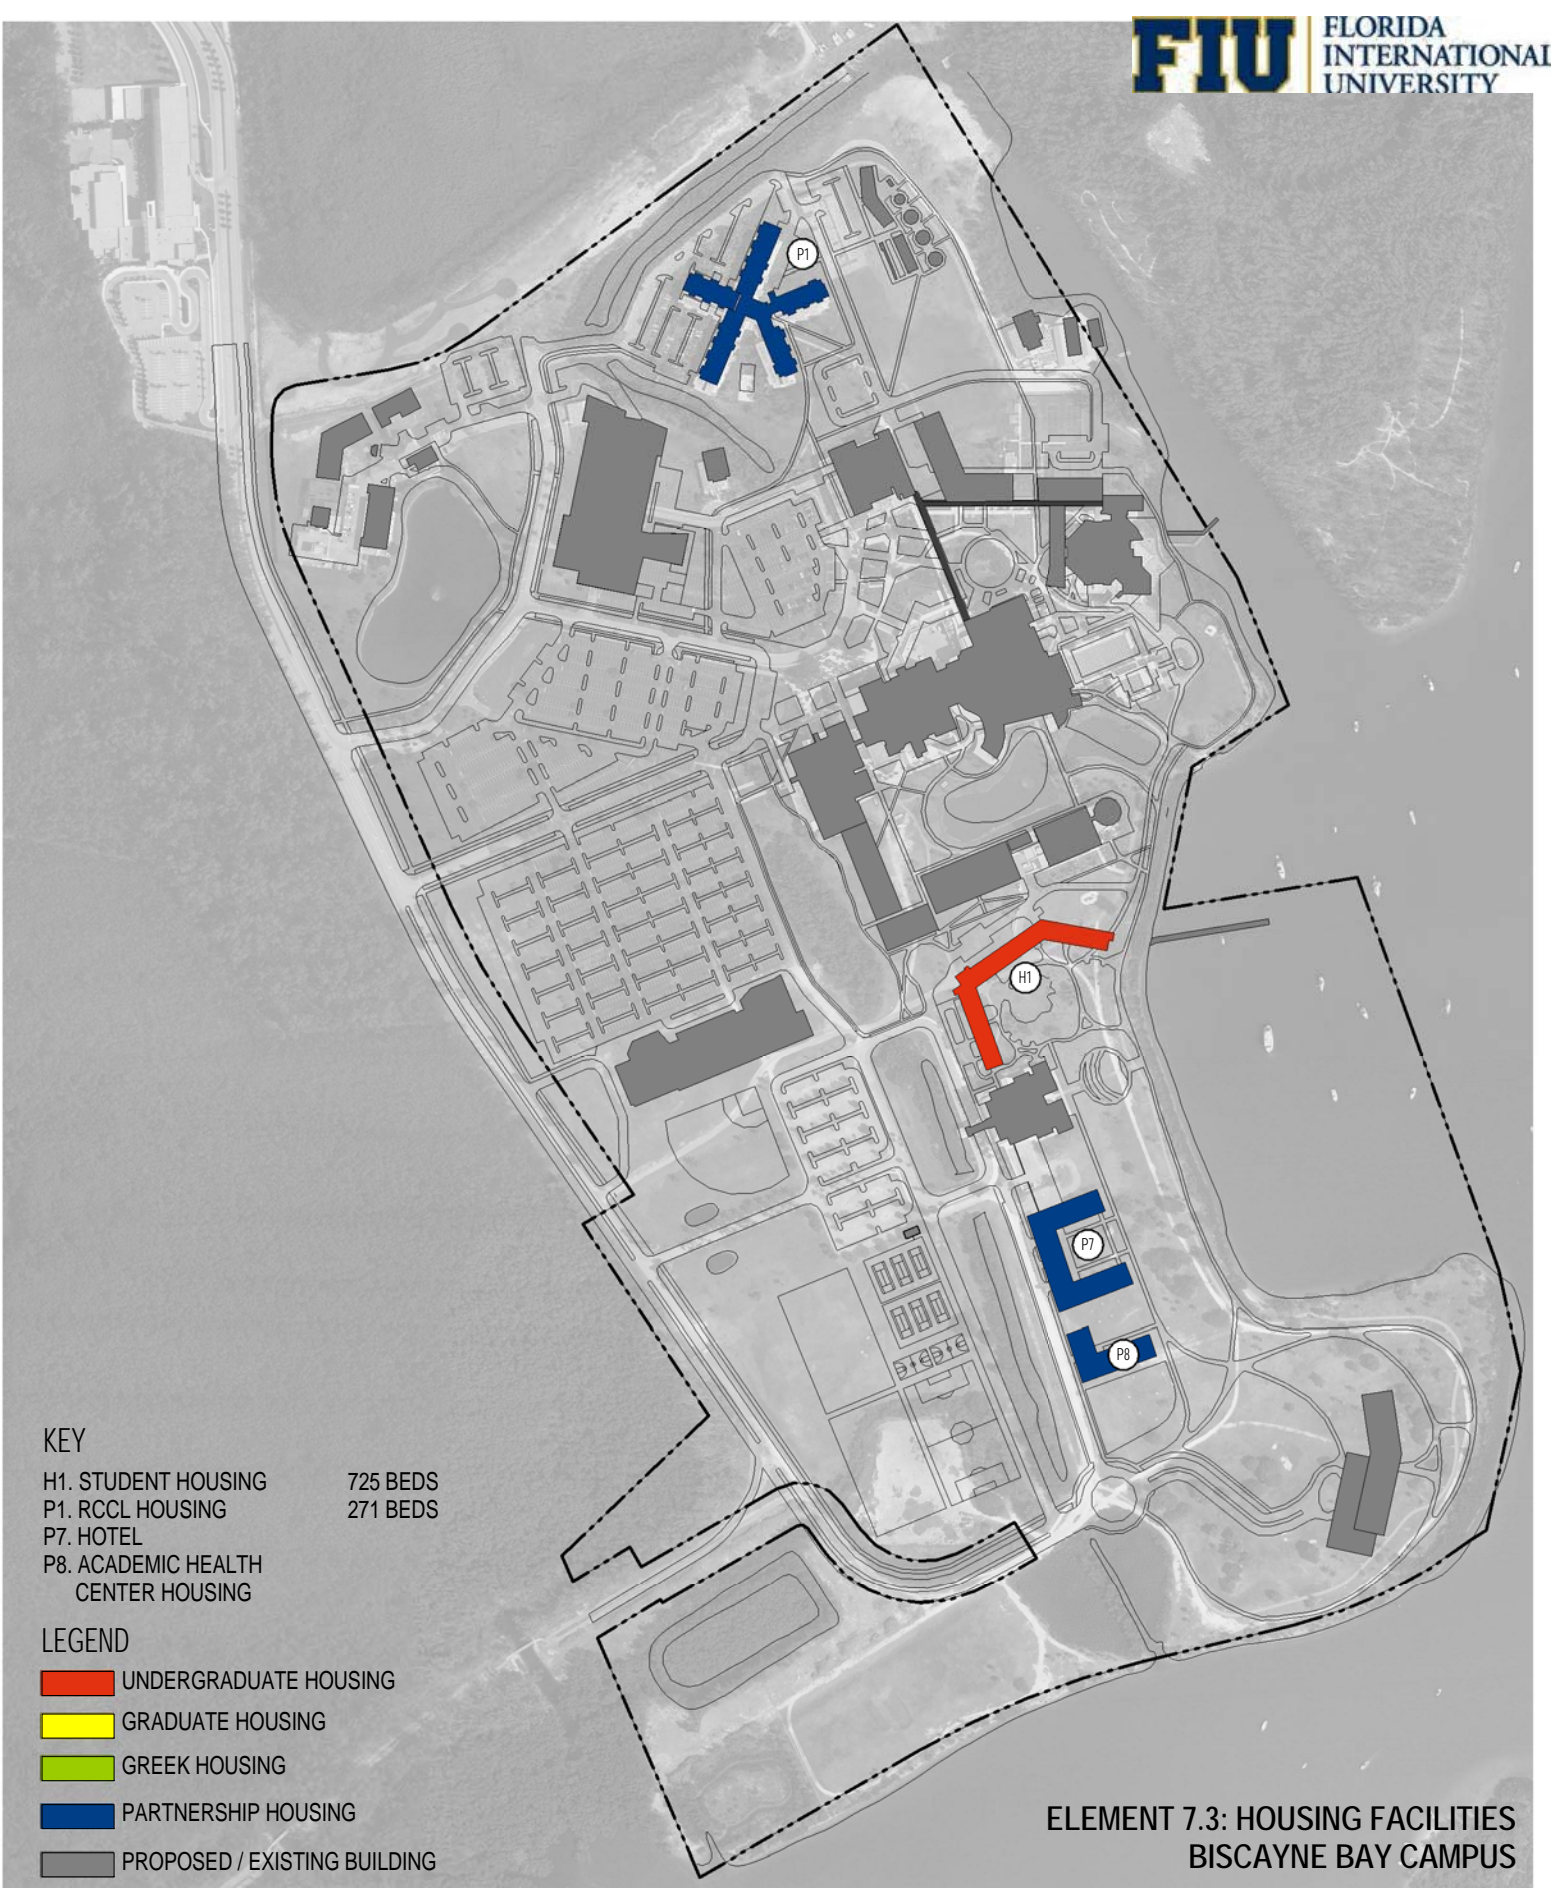 FIU
FLORIDA
INTERNATIONAL
UNIVERSITY
P1
H1
P7
P8
KEY
H1. STUDENT HOUSING 725 BEDS
P1. RCCL HOUSING 271 BEDS
P7. HOTEL
P8. ACADEMIC HEALTH
CENTER HOUSING
LEGEND
UNDERGRADUATE HOUSING
GRADUATE HOUSING
GREEK HOUSING
PARTNERSHIP HOUSING
PROPOSED / EXISTING BUILDING
ELEMENT 7.3: HOUSING FACILITIES
BISCAYNE BAY CAMPUS